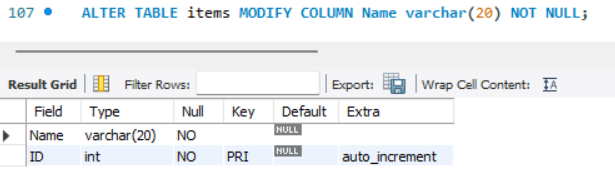 107 ALTER TABLE items MODIFY COLUMN Name varchar(20) NOT NULL;
Result Grid Filter Rows: Export: Wrap Cell Content: IA
Field Type Null Key Default Extra
Name varchar(20) NO NULL
ID int NO PRI NULL auto_increment